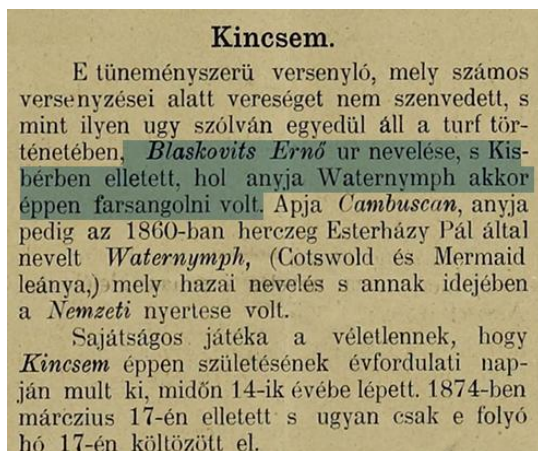 Kincsem.
E tüneményszerü versenyló, mely számos
versenyzései alatt vereséget nem szenvedett, s
mint ilyen ugy szólván egyedül áll a turf tör-
ténetében, Blaskovits Ernő ur nevelése, s Kis-
bérben elletett, hol anyja Waternymph akkor
éppen farsangolni volt. Apja Cambuscan, anyja
pedig az 1860-ban herczeg Esterházy Pál által
nevelt Waternymph, (Cotswold és Mermaid
leánya,) mely hazai nevelés s annak idejében
a Nemzeti nyertese volt.
Sajátságos játéka a véletlennek, hogy
Kincsem éppen születésének évfordulati nap-
ján mult ki, midőn 14-ik évébe lépett. 1874-ben
márczius 17-én elletett s ugyan csak e folyó
hó 17-én költözött el.